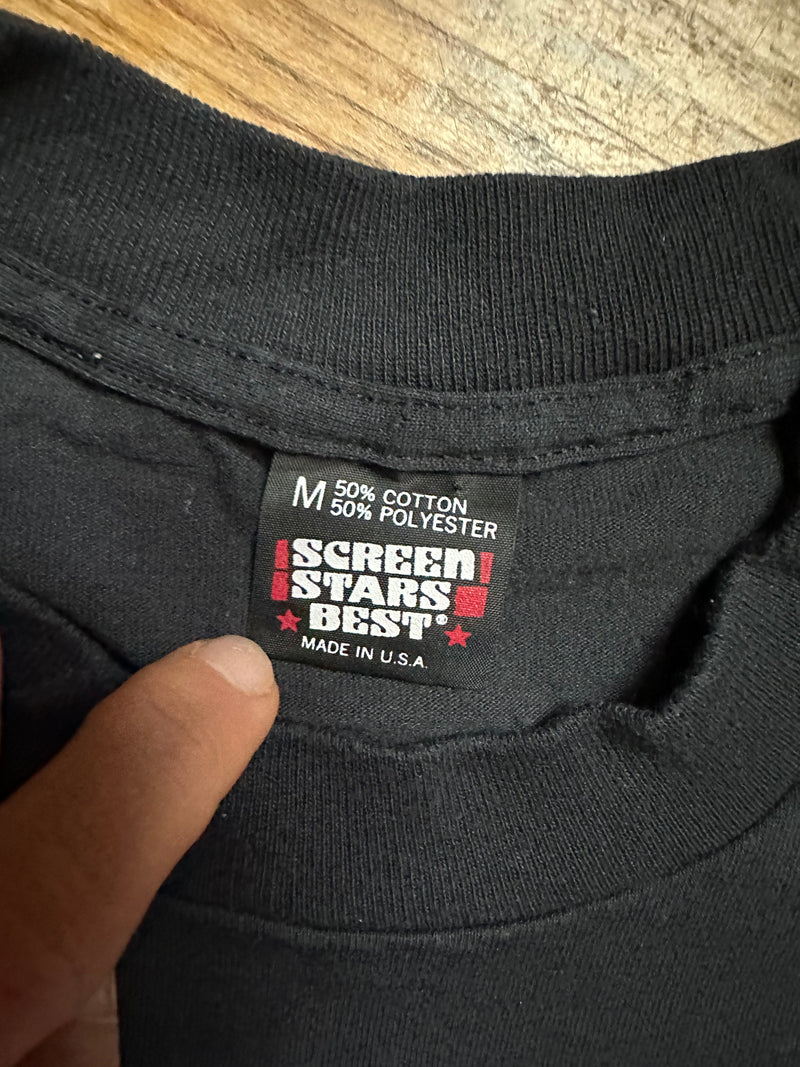 M 50% COTTON
50% POLYESTER
SCREEN
STARS
BEST®
MADE IN U.S.A.